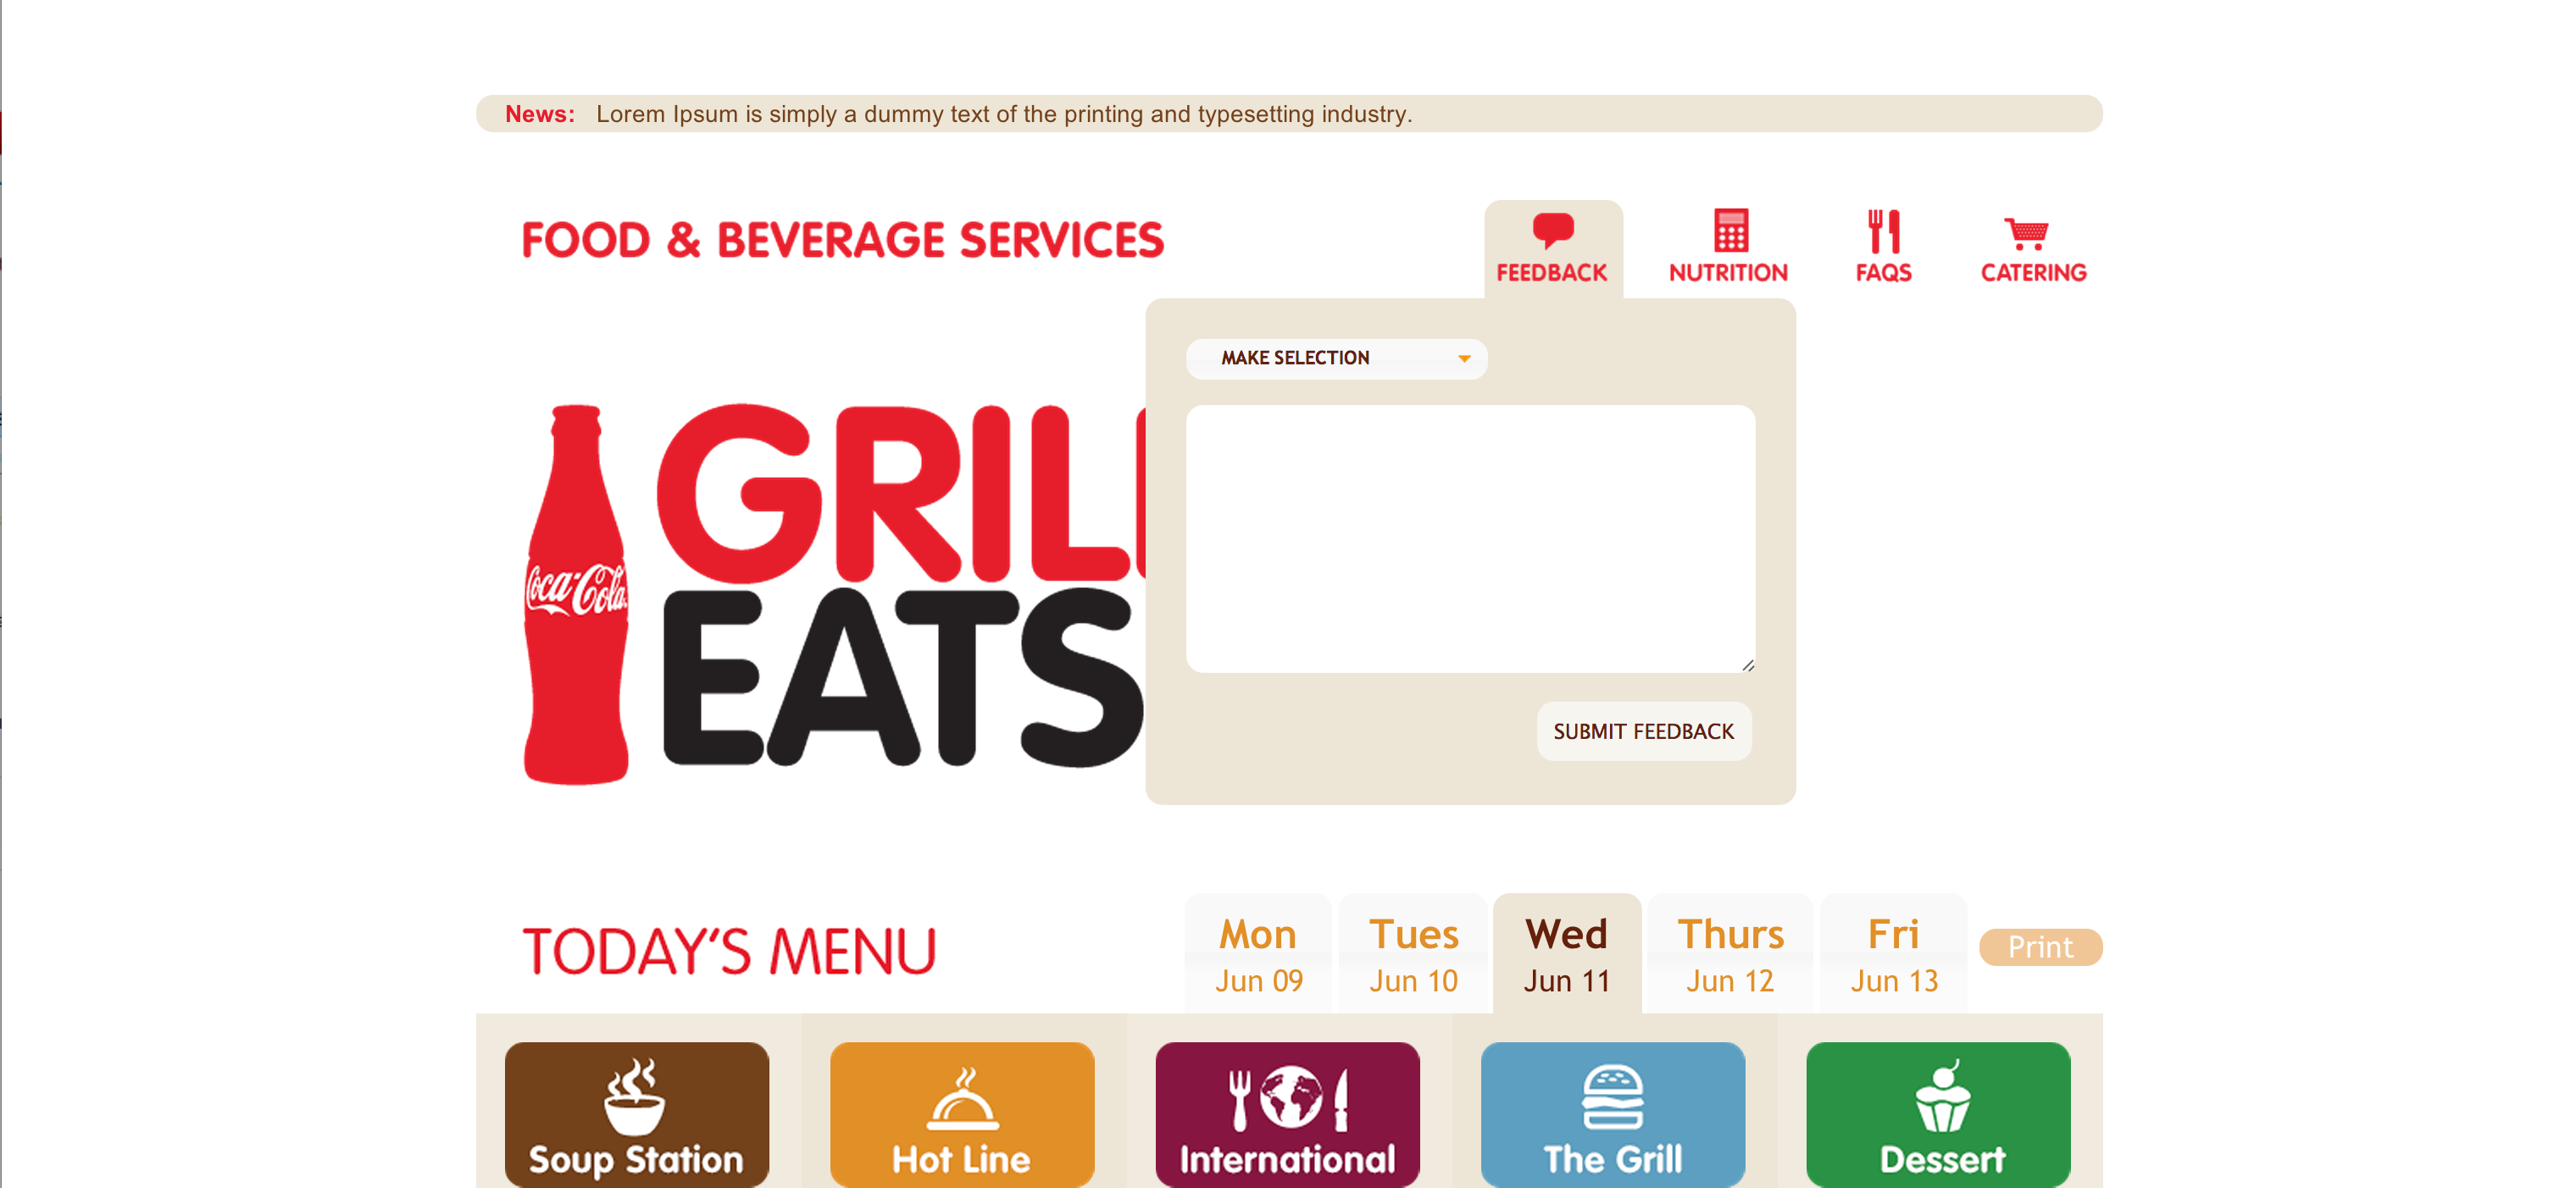 News: Lorem Ipsum is simply a dummy text of the printing and typesetting industry.
FOOD & BEVERAGE SERVICES
FEEDBACK
NUTRITION
FAQS
CATERING
MAKE SELECTION
GRIL
Coca-Cola
EATS
SUBMIT FEEDBACK
TODAY'S MENU
Mon
Jun 09
Tues
Jun 10
Wed
Jun 11
Thurs
Jun 12
Fri
Jun 13
Print
Soup Station
Hot Line
International
The Grill
Dessert